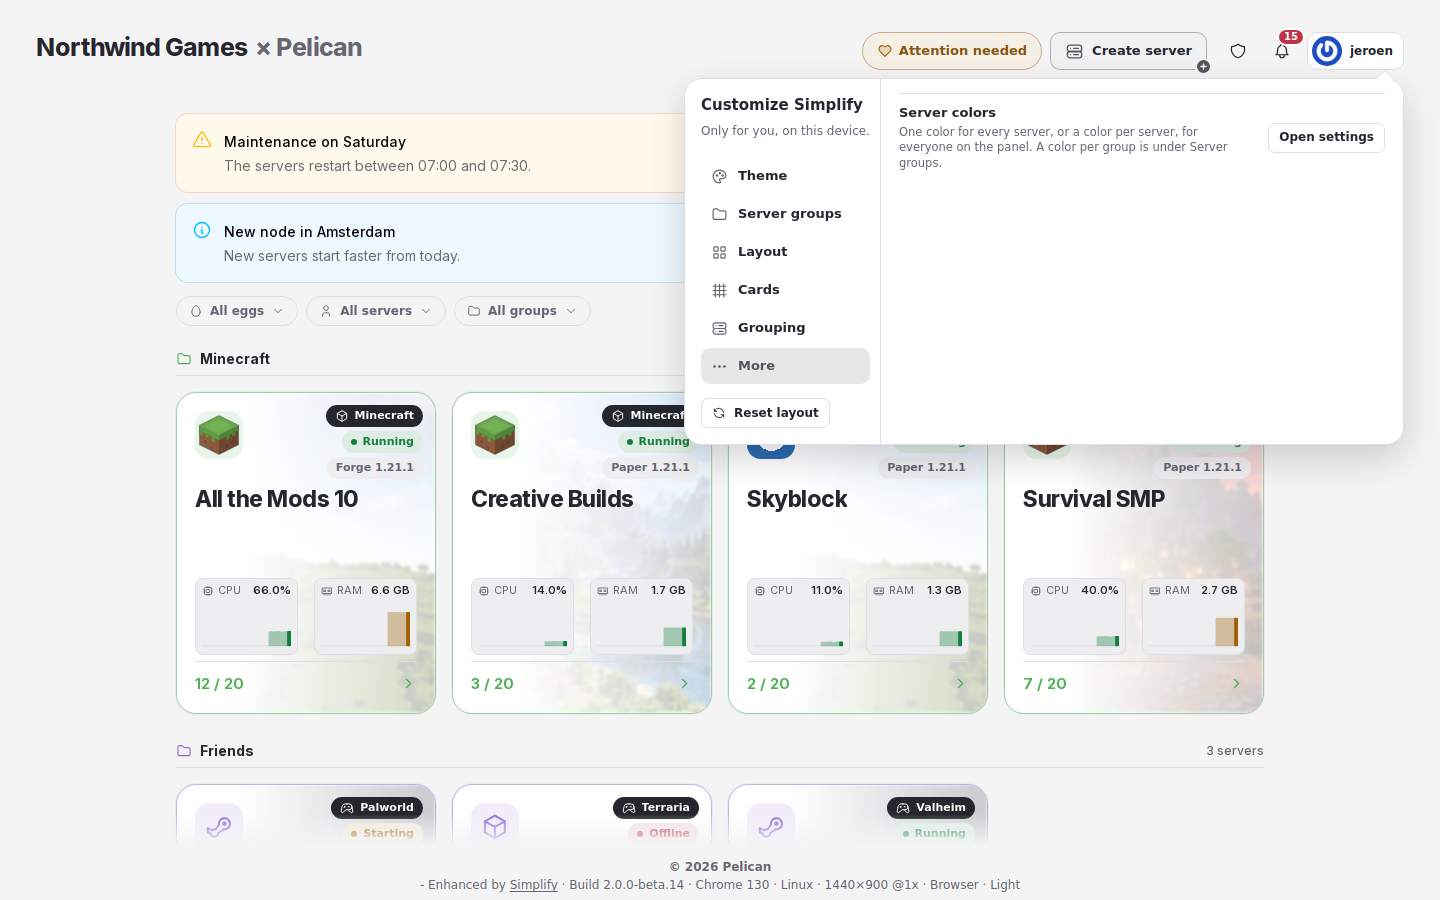 Northwind Games × Pelican
Attention needed
Create server
15
jeroen
Customize Simplify
Only for you, on this device.
Theme
Server groups
Layout
Cards
Grouping
More
Reset layout
Server colors
One color for every server, or a color per server, for
everyone on the panel. A color per group is under Server
groups.
Open settings
Maintenance on Saturday
The servers restart between 07:00 and 07:30.
New node in Amsterdam
New servers start faster from today.
All eggs
All servers
All groups
Minecraft
Minecraft
Running
Forge 1.21.1
All the Mods 10
CPU 66.0%
RAM 6.6 GB
12 / 20
Minecraft
Running
Paper 1.21.1
Creative Builds
CPU 14.0%
RAM 1.7 GB
3 / 20
Paper 1.21.1
Skyblock
CPU 11.0%
RAM 1.3 GB
2 / 20
Paper 1.21.1
Survival SMP
CPU 40.0%
RAM 2.7 GB
7 / 20
Friends
3 servers
Palworld
Starting
Terraria
Offline
Valheim
Running
© 2026 Pelican
- Enhanced by Simplify · Build 2.0.0-beta.14 · Chrome 130 · Linux · 1440×900 @1x · Browser · Light